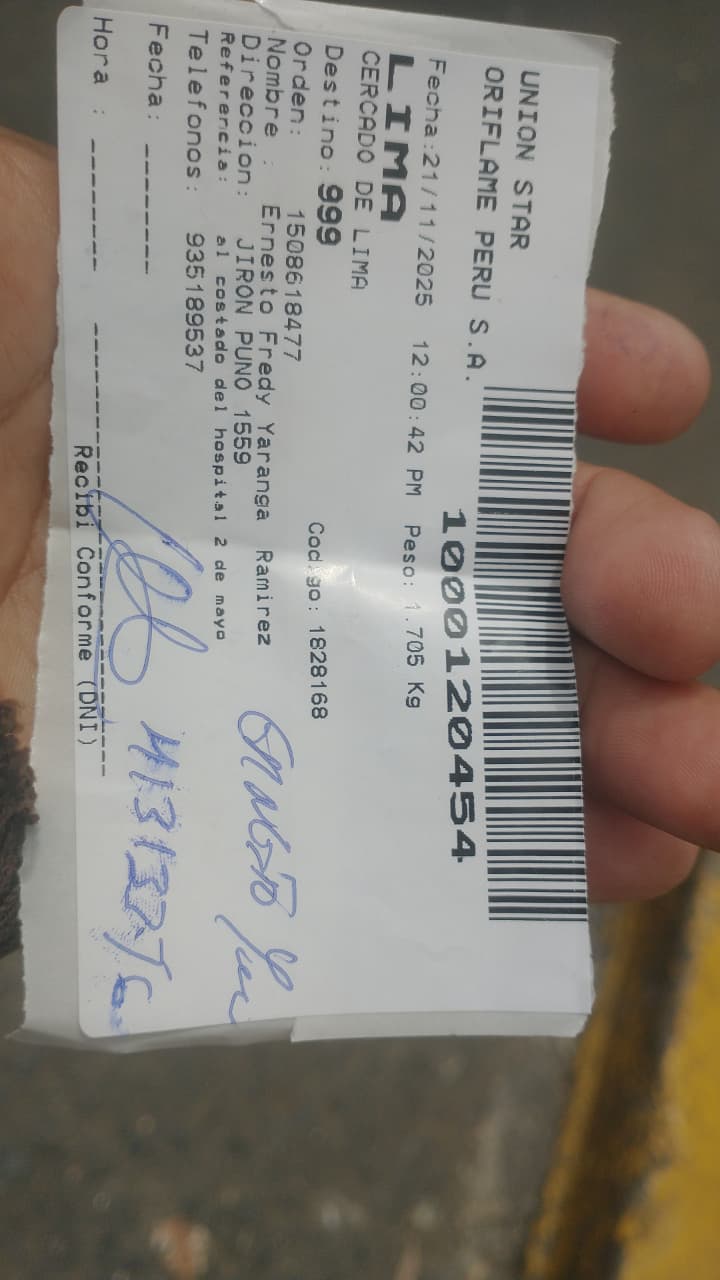 UNION STAR
ORIFLAME PERU S.A.
1000120454
Fecha:21/11/2025 12:00:42 PM Peso: 1.705 Kg
LIMA
CERCADO DE LIMA
Destino: 999
Orden: 1508618477 Codigo: 1828168
Nombre : Ernesto Fredy Yaranga Ramirez
Direccion: JIRON PUNO 1559
Referencia: al costado del hospital 2 de mayo
Telefonos: 935189537
Fecha: _______
Hora : ________
Recibi Conforme (DNI)